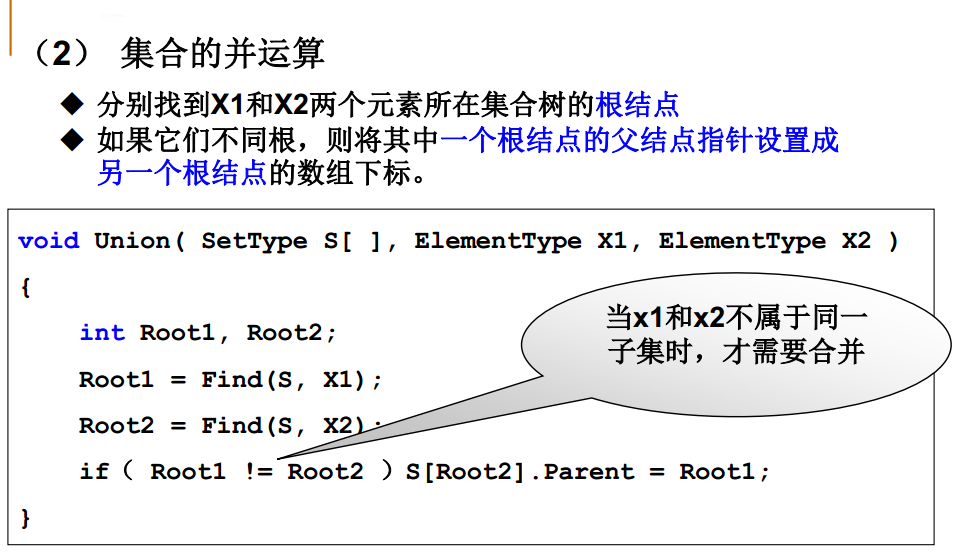 （2） 集合的并运算
◆ 分别找到X1和X2两个元素所在集合树的根结点
◆ 如果它们不同根，则将其中一个根结点的父结点指针设置成
另一个根结点的数组下标。
void Union( SetType S[ ], ElementType X1, ElementType X2 )
{
int Root1, Root2;
Root1 = Find(S, X1);
Root2 = Find(S, X2);
if（ Root1 != Root2 ）S[Root2].Parent = Root1;
}
当x1和x2不属于同一
子集时，才需要合并